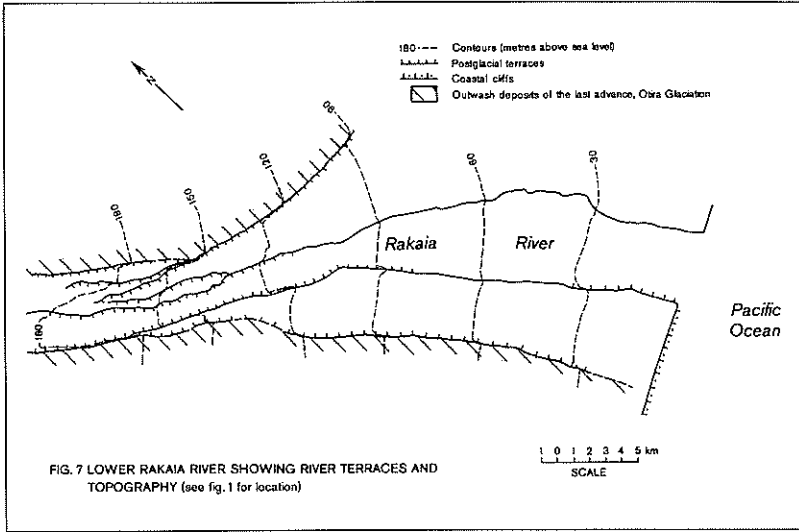 180 Contours (metres above sea level)
Postglacial terraces
Coastal cliffs
Outwash deposits of the last advance, Otira Glaciation
N
90
120
150
180
60
30
Rakaia River
180
Pacific
Ocean
FIG. 7 LOWER RAKAIA RIVER SHOWING RIVER TERRACES AND
TOPOGRAPHY (see fig. 1 for location)
1 0 1 2 3 4 5 km
SCALE